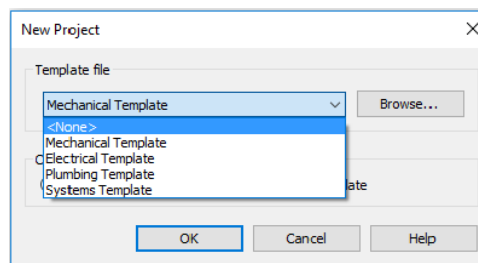 New Project
Template file
Mechanical Template
Browse...
<None>
Mechanical Template
Electrical Template
Plumbing Template
Systems Template
OK
Cancel
Help